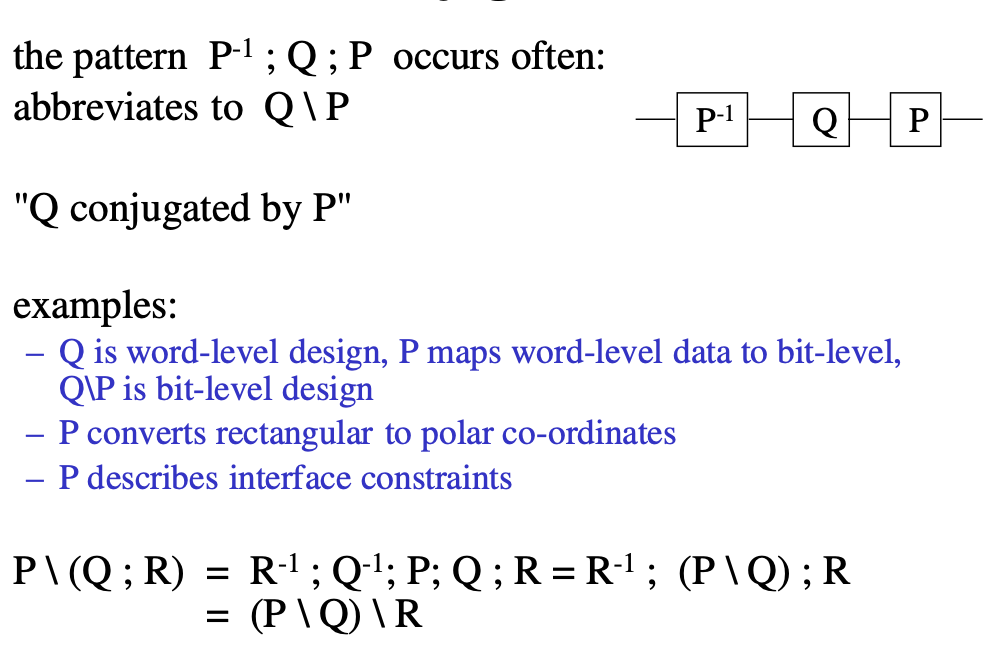 the pattern P⁻¹ ; Q ; P occurs often:
abbreviates to Q \ P
P⁻¹ Q P
"Q conjugated by P"
examples:
– Q is word-level design, P maps word-level data to bit-level,
Q\P is bit-level design
– P converts rectangular to polar co-ordinates
– P describes interface constraints
P \ (Q ; R) = R⁻¹ ; Q⁻¹; P; Q ; R = R⁻¹ ; (P \ Q) ; R
= (P \ Q) \ R